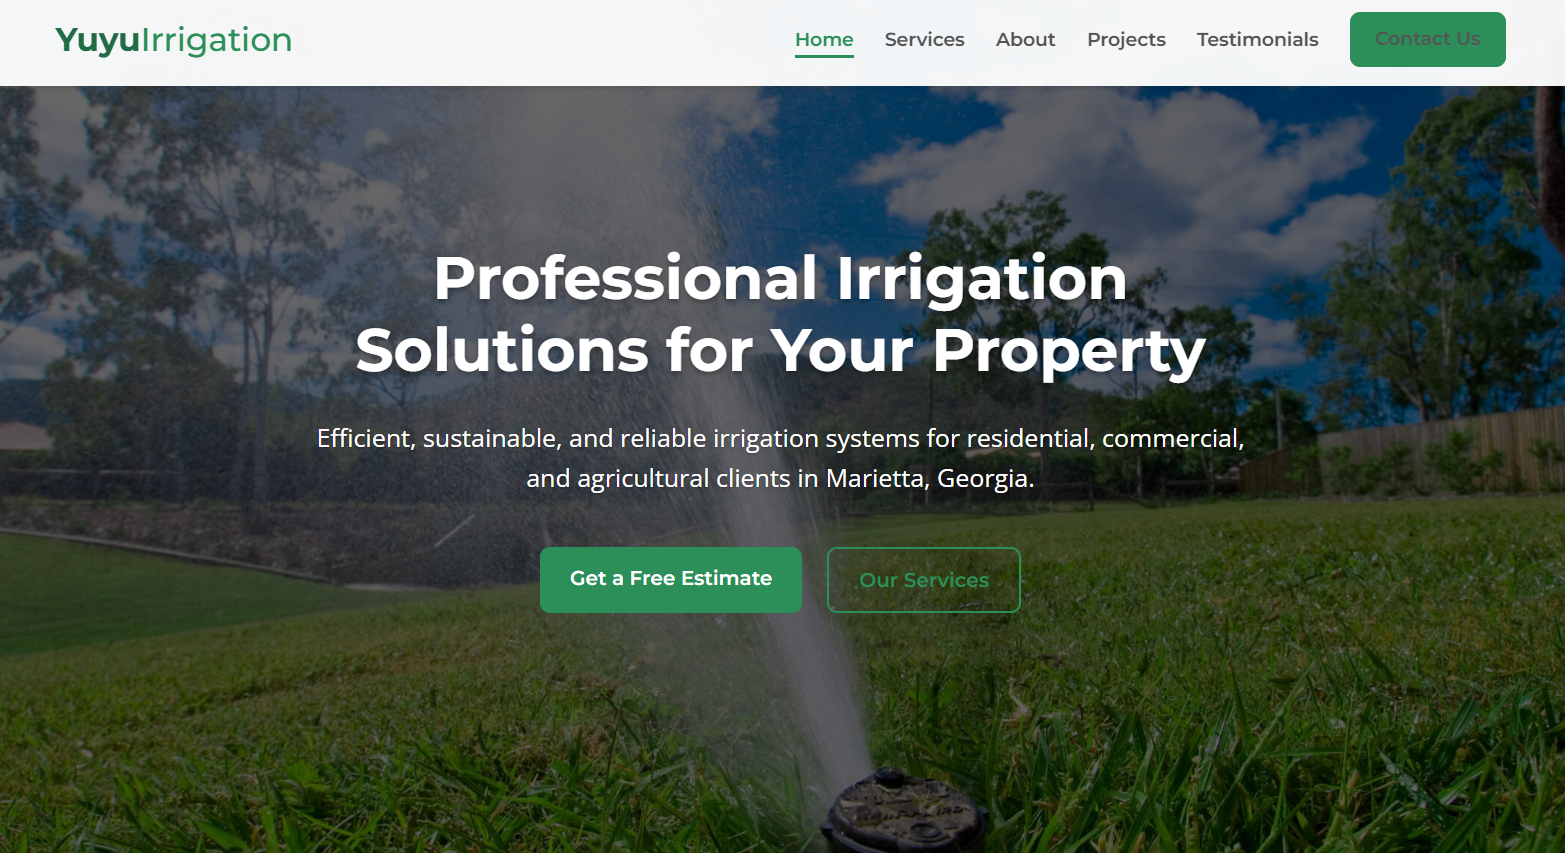 YuyuIrrigation
Home Services About Projects Testimonials Contact Us
Professional Irrigation
Solutions for Your Property
Efficient, sustainable, and reliable irrigation systems for residential, commercial,
and agricultural clients in Marietta, Georgia.
Get a Free Estimate Our Services